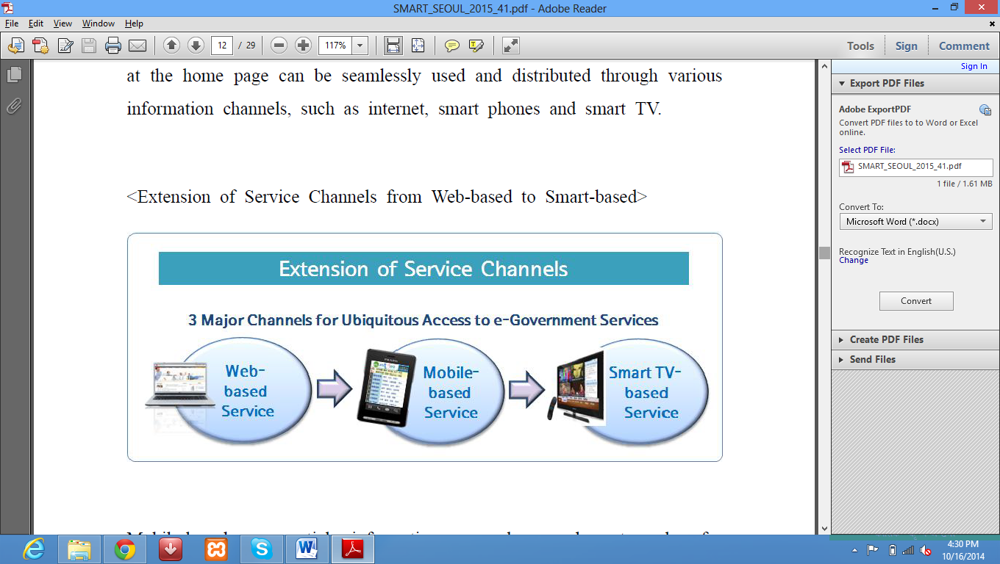 SMART_SEOUL_2015_41.pdf - Adobe Reader
File Edit View Window Help
12 / 29 117% Tools Sign Comment
Sign In
at the home page can be seamlessly used and distributed through various
information channels, such as internet, smart phones and smart TV.
<Extension of Service Channels from Web-based to Smart-based>
Extension of Service Channels
3 Major Channels for Ubiquitous Access to e-Government Services
Web-
based
Service
Mobile-
based
Service
Smart TV-
based
Service
Export PDF Files
Adobe ExportPDF
Convert PDF files to to Word or Excel
online.
Select PDF File:
SMART_SEOUL_2015_41.pdf
1 file / 1.61 MB
Convert To:
Microsoft Word (*.docx)
Recognize Text in English(U.S.)
Change
Convert
Create PDF Files
Send Files
4:30 PM
10/16/2014